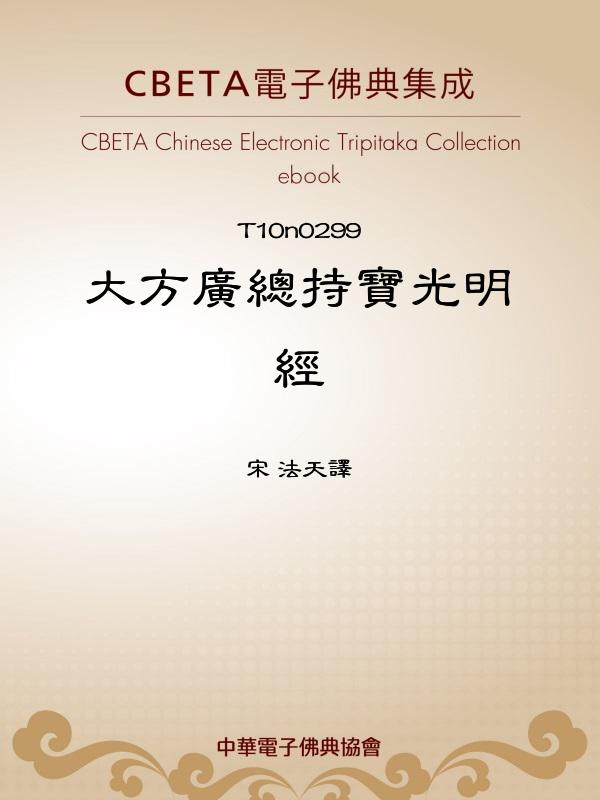 CBETA電子佛典集成
CBETA Chinese Electronic Tripitaka Collection
ebook
T10n0299
大方廣總持寶光明
經
宋 法天譯
中華電子佛典協會